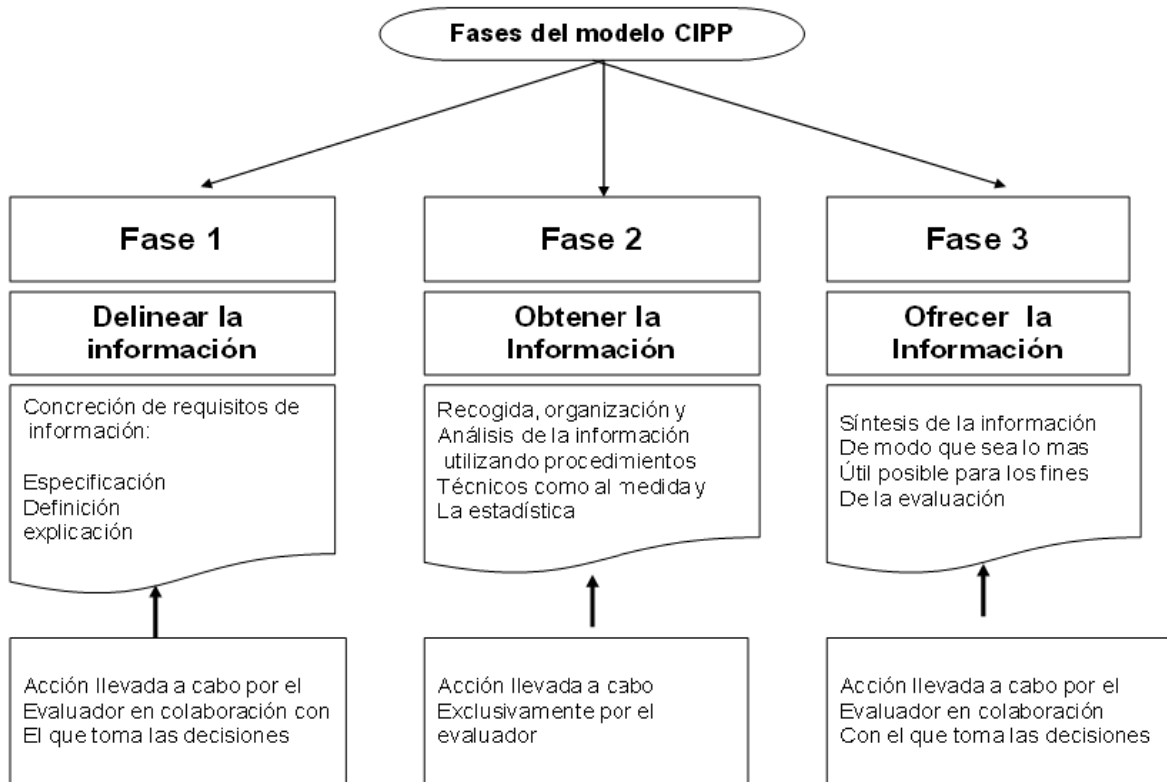 Fases del modelo CIPP
Fase 1
Delinear la
información
Concreción de requisitos de
información:
Especificación
Definición
explicación
Acción llevada a cabo por el
Evaluador en colaboración con
El que toma las decisiones
Fase 2
Obtener la
Información
Recogida, organización y
Análisis de la información
utilizando procedimientos
Técnicos como al medida y
La estadística
Acción llevada a cabo
Exclusivamente por el
evaluador
Fase 3
Ofrecer la
Información
Síntesis de la información
De modo que sea lo mas
Útil posible para los fines
De la evaluación
Acción llevada a cabo por el
Evaluador en colaboración
Con el que toma las decisiones